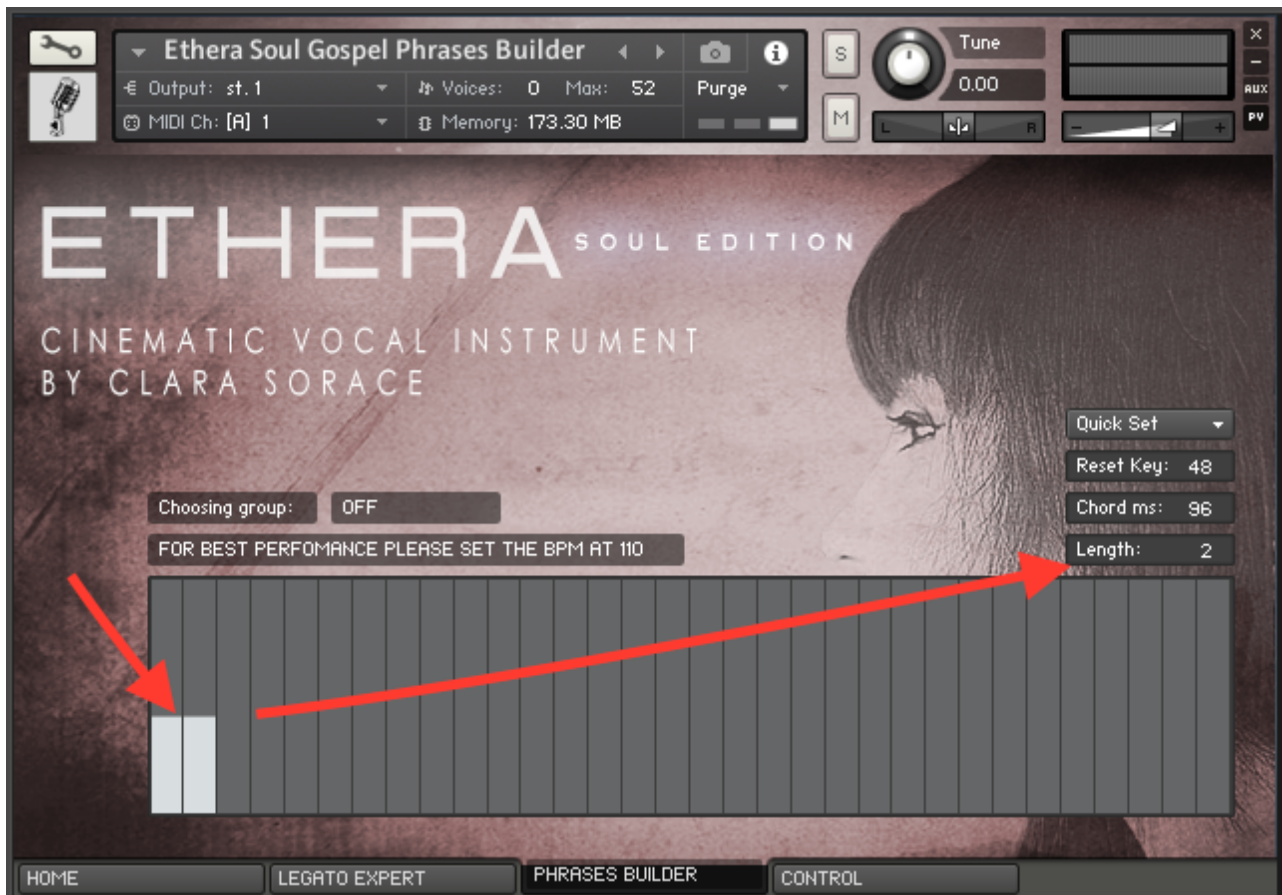 Ethera Soul Gospel Phrases Builder
Output: st.1
Voices: 0 Max: 52
Purge
MIDI Ch: [A] 1
Memory: 173.30 MB
S
M
Tune
0.00
L
R
-
+
×
-
AUX
PV
ETHERA SOUL EDITION
CINEMATIC VOCAL INSTRUMENT
BY CLARA SORACE
Quick Set
Reset Key: 48
Chord ms: 96
Length: 2
Choosing group: OFF
FOR BEST PERFOMANCE PLEASE SET THE BPM AT 110
HOME
LEGATO EXPERT
PHRASES BUILDER
CONTROL